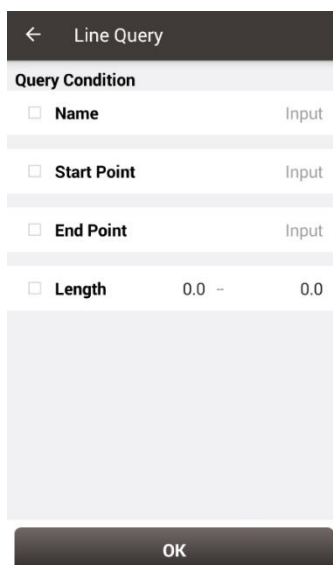 Line Query
Query Condition
Name Input
Start Point Input
End Point Input
Length 0.0 -- 0.0
OK